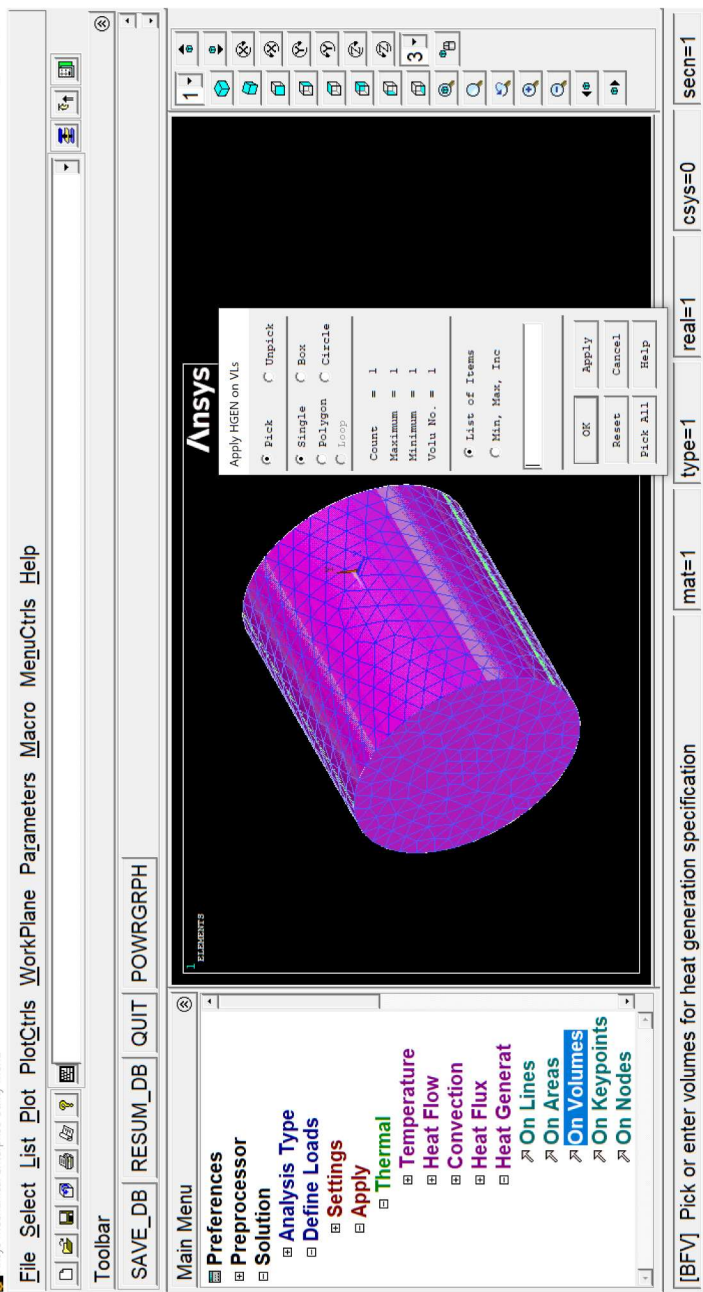 File Select List Plot PlotCtrls WorkPlane Parameters Macro MenuCtrls Help
Toolbar
SAVE_DB RESUM_DB QUIT POWRGRPH
Main Menu
Preferences
Preprocessor
Solution
Analysis Type
Define Loads
Settings
Apply
Thermal
Temperature
Heat Flow
Convection
Heat Flux
Heat Generat
On Lines
On Areas
On Volumes
On Keypoints
On Nodes
1
ELEMENTS
Ansys
Apply HGEN on VLs
Pick Unpick
Single Box
Polygon Circle
Loop
Count = 1
Maximum = 1
Minimum = 1
Volu No. = 1
List of Items
Min, Max, Inc
OK Apply
Reset Cancel
Pick All Help
1
3
[BFV] Pick or enter volumes for heat generation specification mat=1 type=1 real=1 csys=0 secn=1